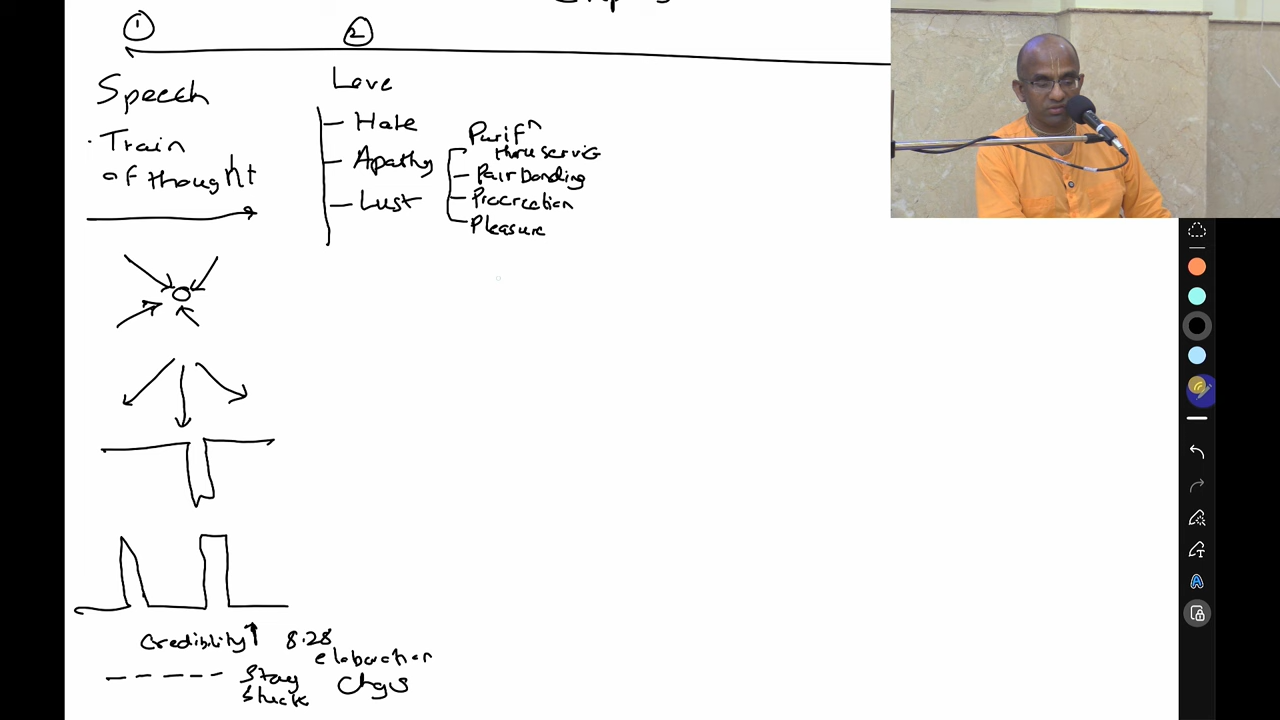 ①
②
Speech
· Train
of thought
Love
Hate
Apathy
Lust
Purifⁿ
thru service
Pair bonding
Procreation
Pleasure
Credibility↑ 8.28
elaboration
Stay
stuck
Chg